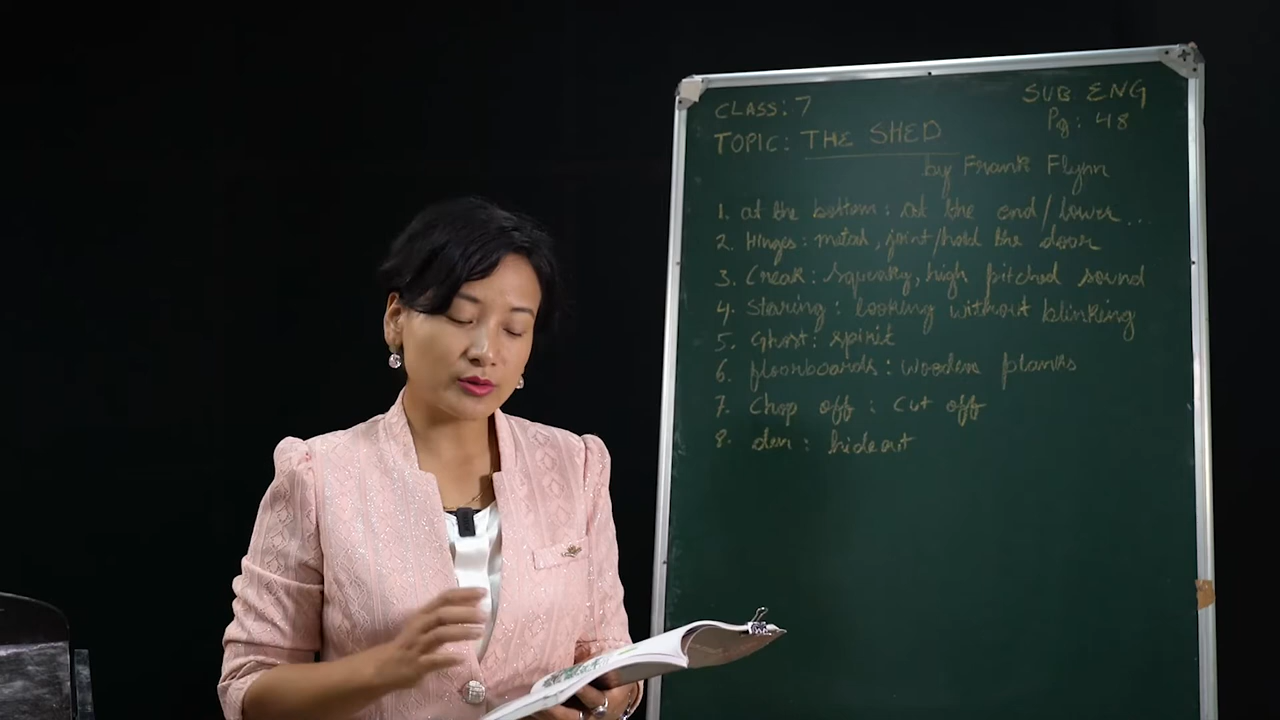 CLASS: 7
SUB. ENG
Pg: 48
TOPIC: THE SHED
by Frank Flynn
1. at the bottom: at the end/lower...
2. Hinges: metal, joint/hold the door
3. Creak: squeaky, high pitched sound
4. Staring: looking without blinking
5. Ghost: spirit
6. floorboards: wooden planks
7. Chop off: cut off
8. den: hideout